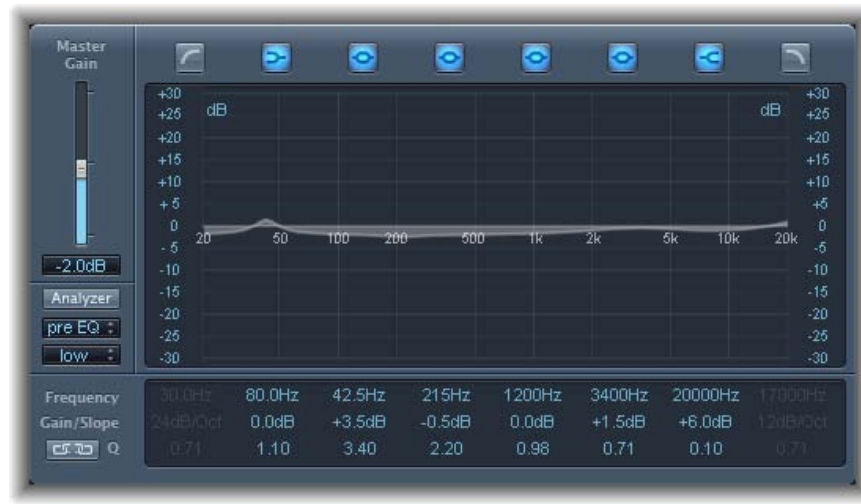 Master
Gain
-2.0dB
Analyzer
pre EQ
low
dB
dB
+30
+25
+20
+15
+10
+ 5
0
- 5
-10
-15
-20
-25
-30
20 50 100 200 500 1k 2k 5k 10k 20k
+30
+25
+20
+15
+10
+5
0
-5
-10
-15
-20
-25
-30
Frequency 30.0Hz 80.0Hz 42.5Hz 215Hz 1200Hz 3400Hz 20000Hz 17000Hz
Gain/Slope 24dB/Oct 0.0dB +3.5dB -0.5dB 0.0dB +1.5dB +6.0dB 12dB/Oct
Q 0.71 1.10 3.40 2.20 0.98 0.71 0.10 0.71